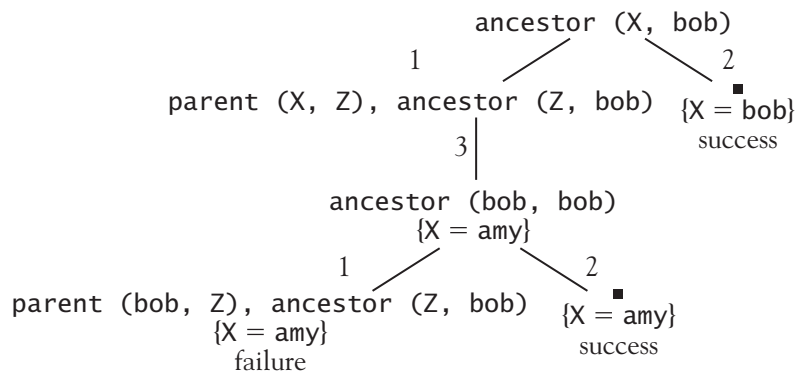 ancestor (X, bob)
1 2
parent (X, Z), ancestor (Z, bob) {X = bob}
success
3
ancestor (bob, bob)
{X = amy}
1 2
parent (bob, Z), ancestor (Z, bob) {X = amy}
{X = amy} success
failure